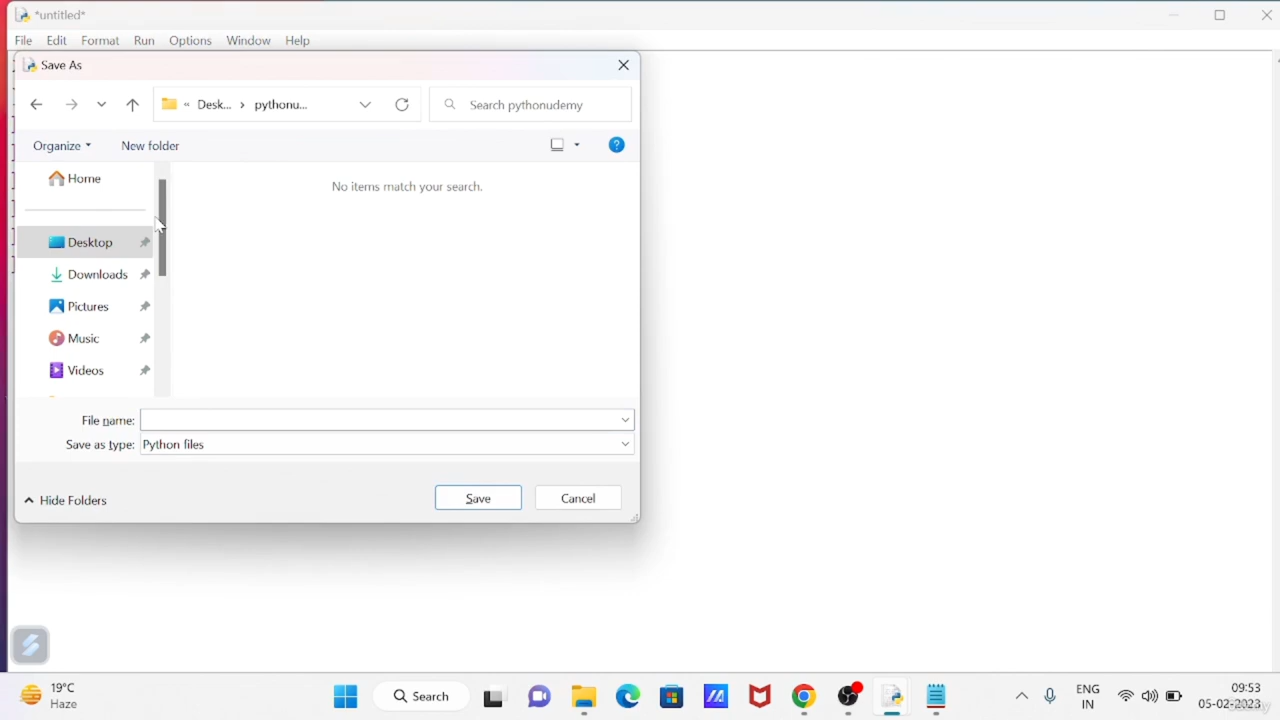 *untitled*
File Edit Format Run Options Window Help
Save As
« Desk... › pythonu...
Search pythonudemy
Organize
New folder
Home
No items match your search.
Desktop
Downloads
Pictures
Music
Videos
File name:
Save as type: Python files
Hide Folders
Save
Cancel
19°C
Haze
Search
ENG
IN
09:53
05-02-2023